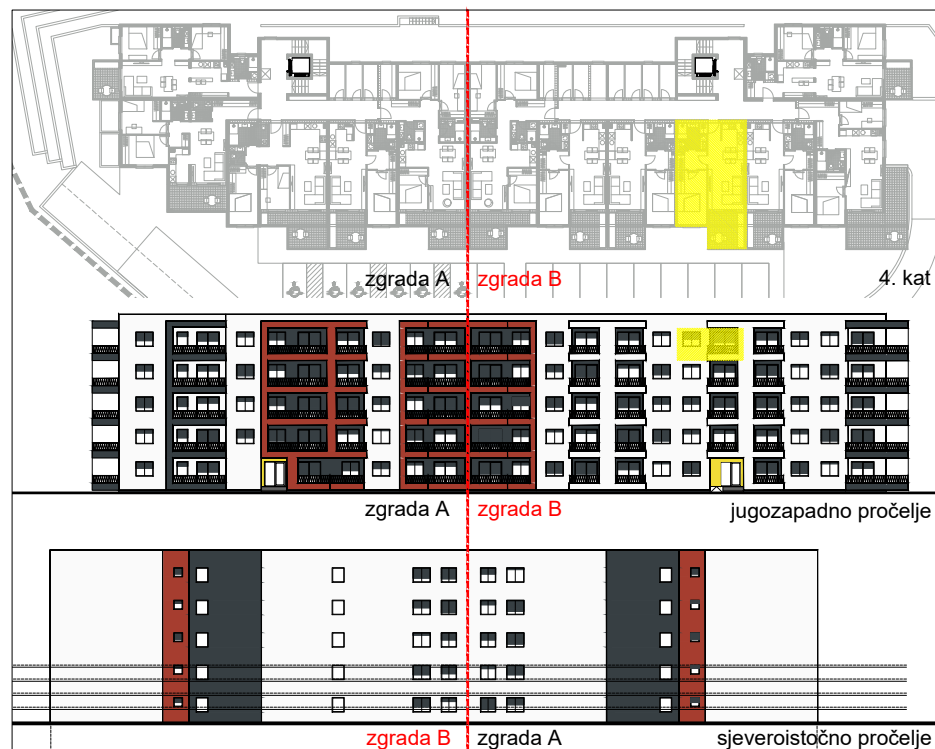 zgrada A zgrada B 4. kat
zgrada A zgrada B jugozapadno pročelje
zgrada B zgrada A sjeveroistočno pročelje